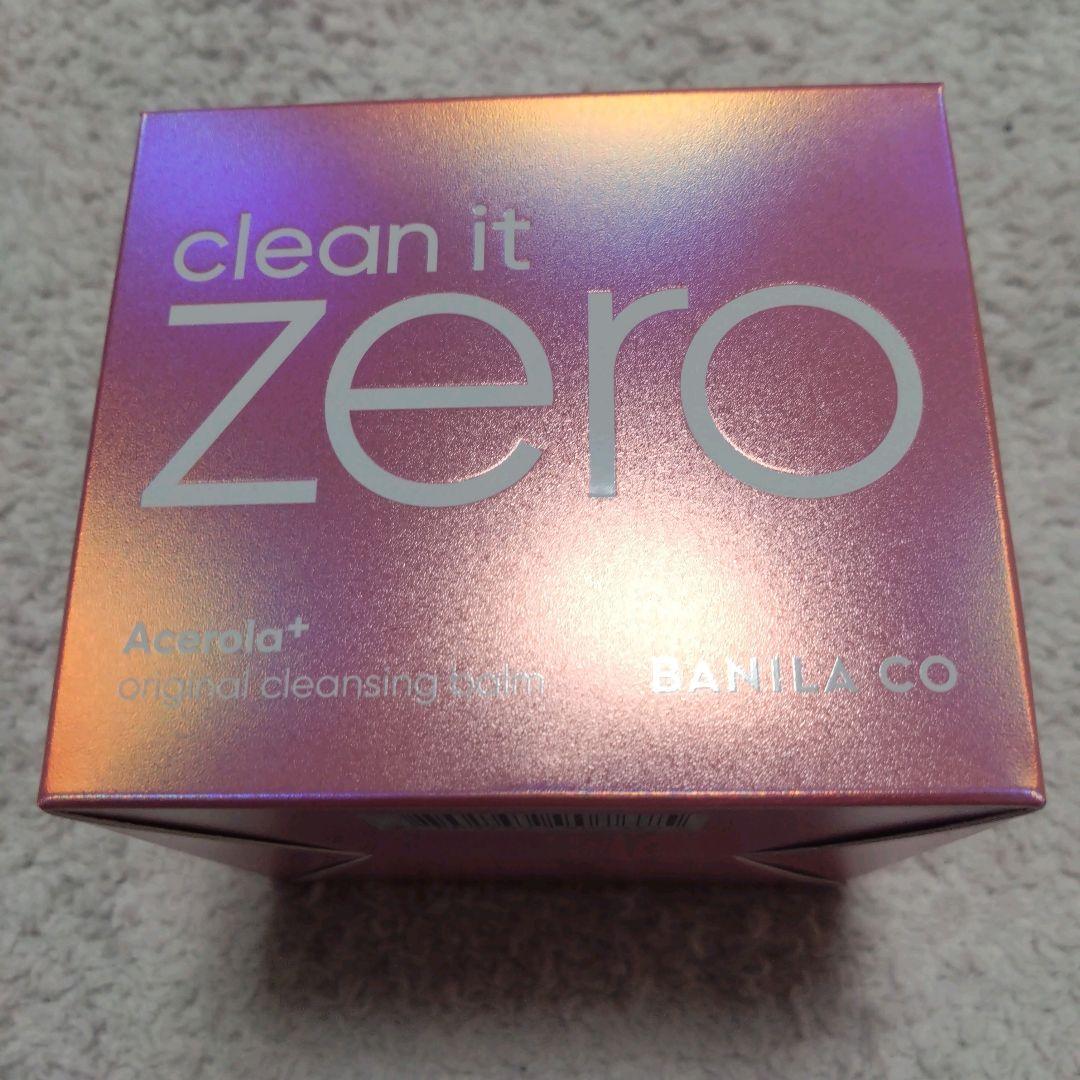 clean it
zero
Acerola+
original cleansing balm
BANILA CO